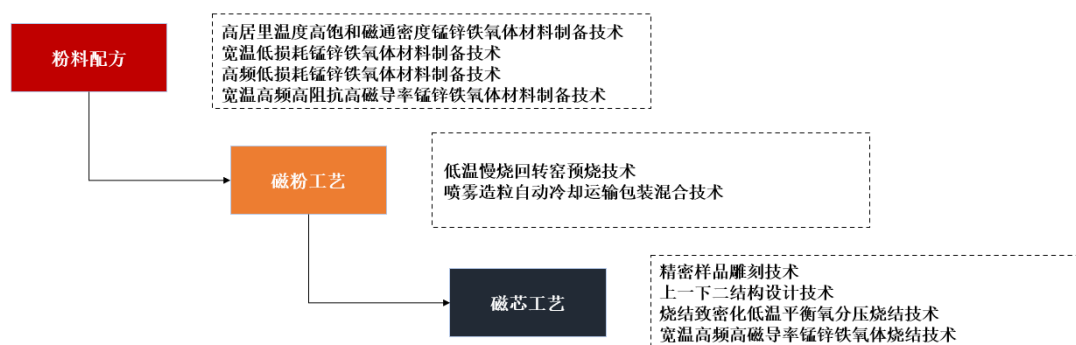 粉料配方
高居里温度高饱和磁通密度锰锌铁氧体材料制备技术
宽温低损耗锰锌铁氧体材料制备技术
高频低损耗锰锌铁氧体材料制备技术
宽温高频高阻抗高磁导率锰锌铁氧体材料制备技术
磁粉工艺
低温慢烧回转窑预烧技术
喷雾造粒自动冷却运输包装混合技术
磁芯工艺
精密样品雕刻技术
上一下二结构设计技术
烧结致密化低温平衡氧分压烧结技术
宽温高频高磁导率锰锌铁氧体烧结技术